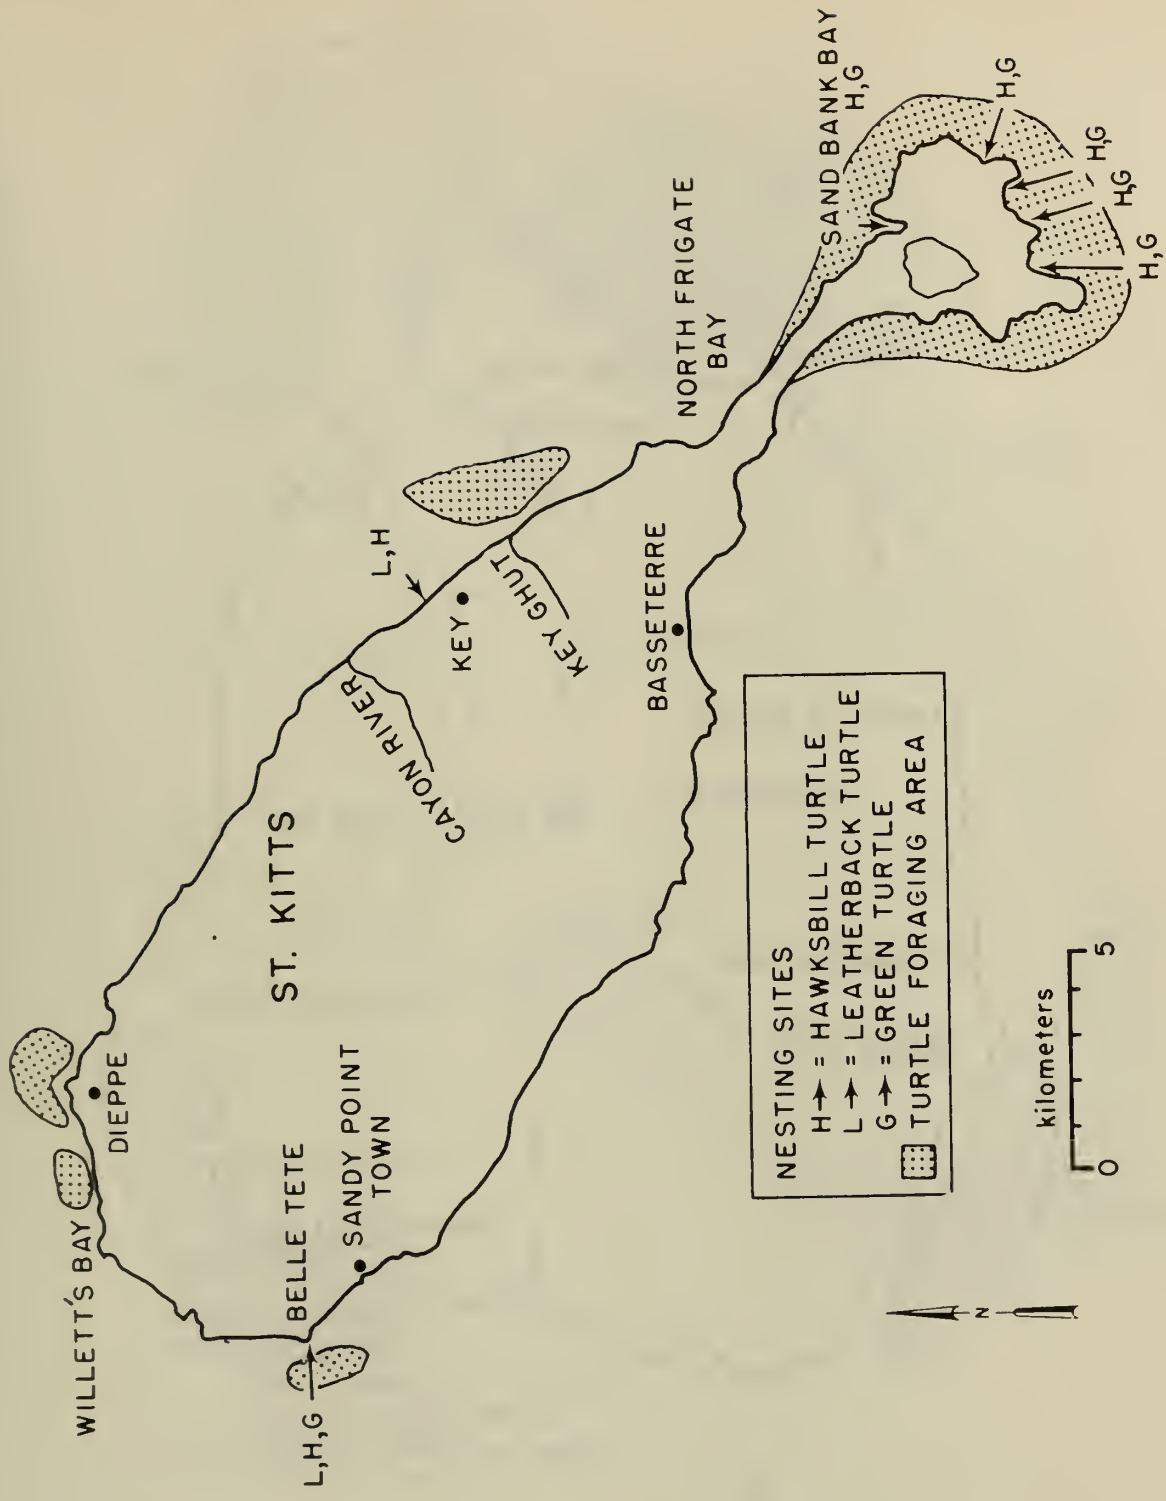 WILLETT'S BAY
DIEPPE
ST. KITTS
BELLE TETE
L,H,G
SANDY POINT
TOWN
CAYON RIVER
L,H
KEY
KEY GHUT
BASSETERRE
NORTH FRIGATE
BAY
SAND BANK BAY
H,G
H,G
H,G
H,G
H,G
NESTING SITES
H→ = HAWKSBILL TURTLE
L→ = LEATHERBACK TURTLE
G→ = GREEN TURTLE
TURTLE FORAGING AREA
N
kilometers
0 5